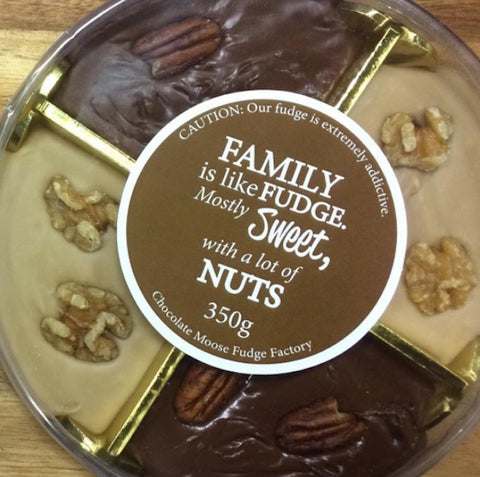 CAUTION: Our fudge is extremely addictive.
FAMILY
is like FUDGE.
Mostly Sweet,
with a lot of
NUTS
350g
Chocolate Moose Fudge Factory